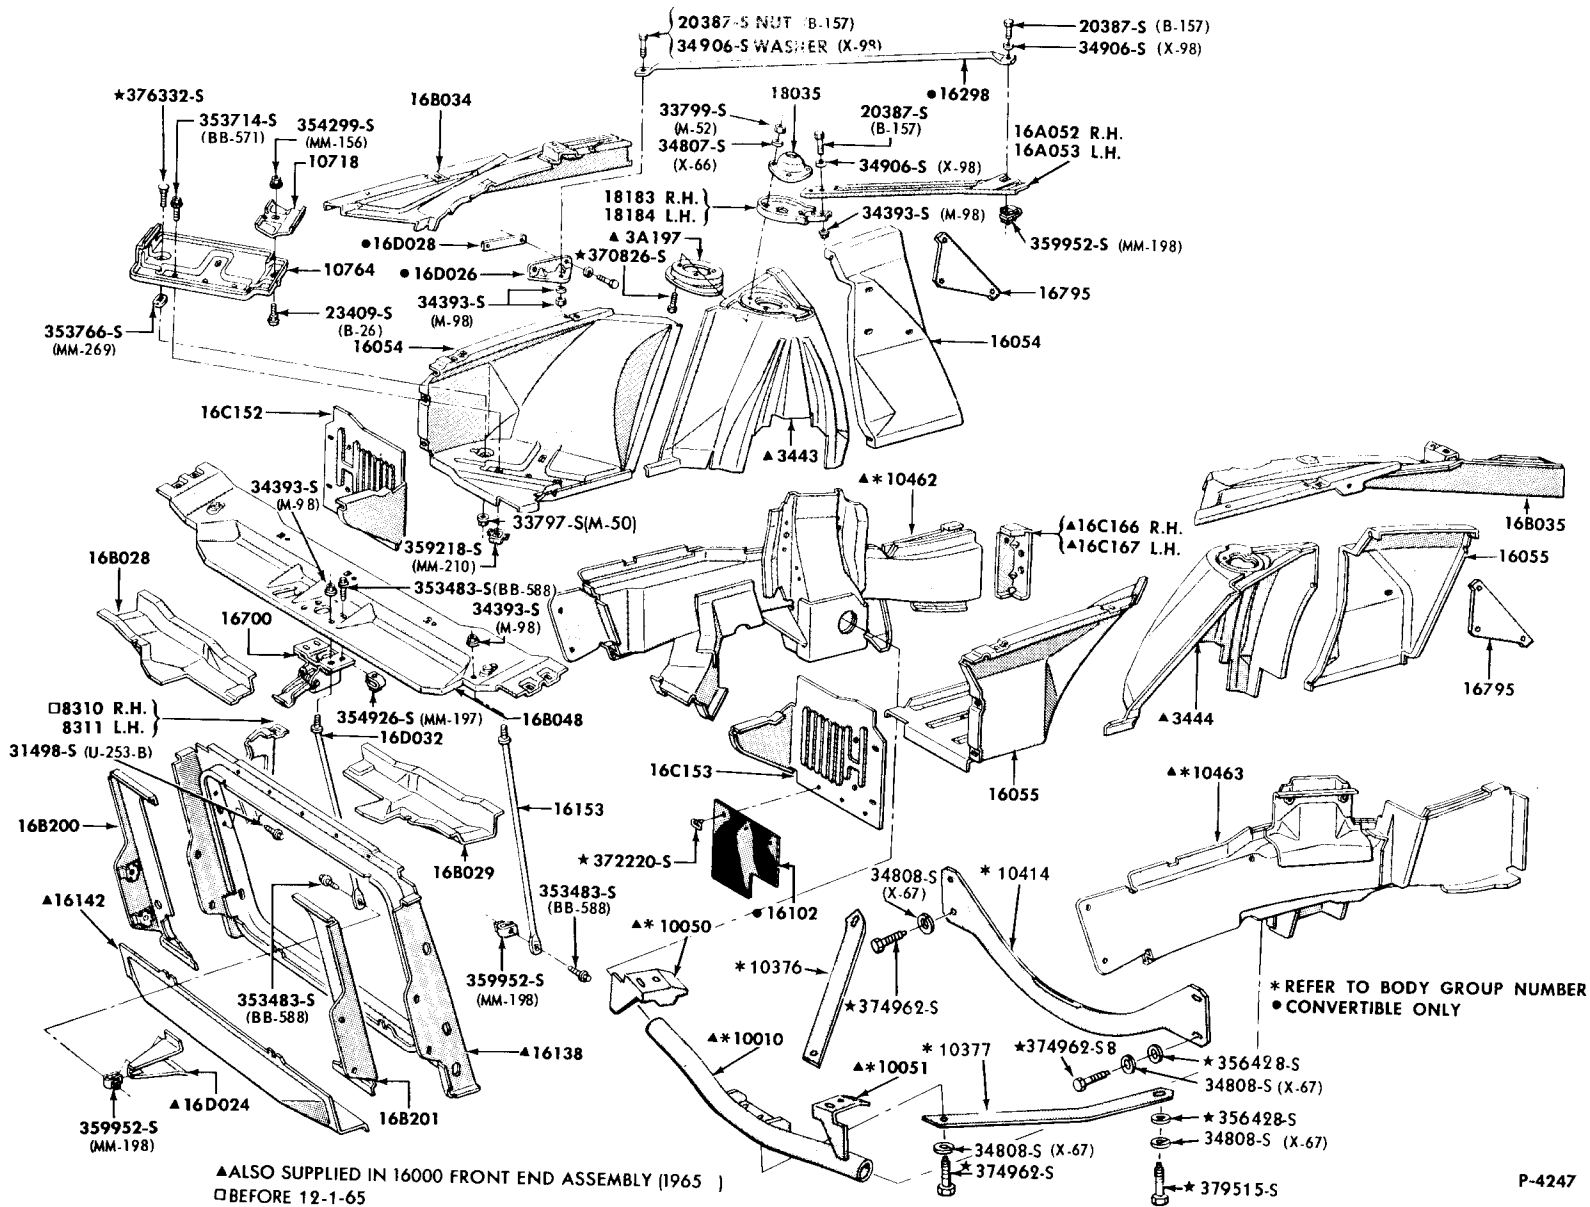 20387-S NUT (B-157)
34906-S WASHER (X-98)
20387-S (B-157)
34906-S (X-98)
●16298
★376332-S
353714-S
(BB-571)
354299-S
(MM-156)
10718
16B034
33799-S
(M-52)
34807-S
(X-66)
18035
20387-S
(B-157)
34906-S (X-98)
16A052 R.H.
16A053 L.H.
18183 R.H.
18184 L.H.
34393-S (M-98)
359952-S (MM-198)
●16D028
▲3A197
★370826-S
10764
●16D026
34393-S
(M-98)
16795
353766-S
(MM-269)
23409-S
(B-26)
16054
16054
16C152
▲3443
▲*10462
34393-S
(M-98)
33797-S(M-50)
359218-S
(MM-210)
▲16C166 R.H.
▲16C167 L.H.
16B035
16055
16B028
353483-S(BB-588)
34393-S
(M-98)
16700
354926-S (MM-197)
16B048
16D032
□8310 R.H.
8311 L.H.
31498-S (U-253-B)
16795
▲3444
16C153
16055
▲*10463
16B200
16153
16B029
★372220-S
●16102
▲16142
353483-S
(BB-588)
▲*10050
34808-S
(X-67)
*10414
*10376
★374962-S
359952-S
(MM-198)
353483-S
(BB-588)
*REFER TO BODY GROUP NUMBER
●CONVERTIBLE ONLY
▲16138
▲*10010
▲*10051
*10377
★374962-S8
★356428-S
34808-S (X-67)
▲16D024
16B201
359952-S
(MM-198)
★356428-S
34808-S (X-67)
34808-S (X-67)
★374962-S
★379515-S
▲ALSO SUPPLIED IN 16000 FRONT END ASSEMBLY (1965 )
□BEFORE 12-1-65
P-4247